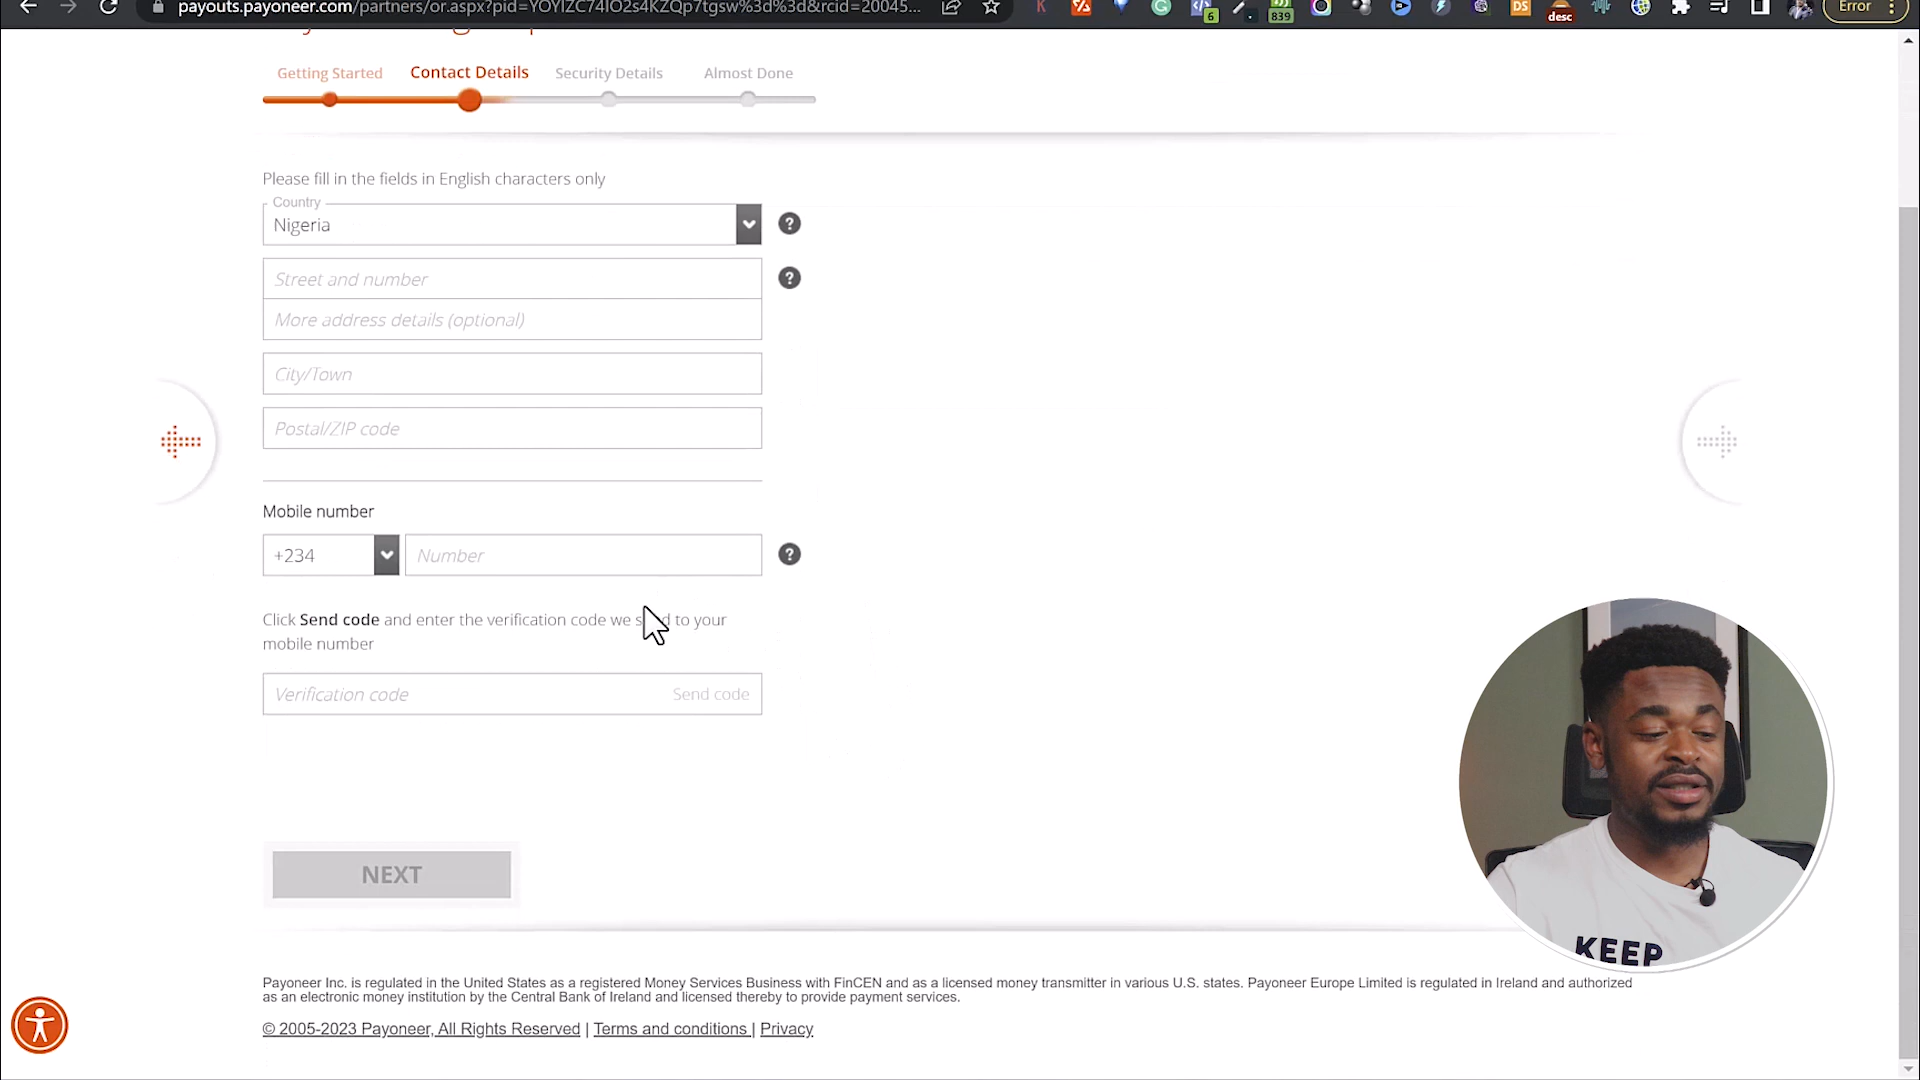 payouts.payoneer.com/partners/or.aspx?pid=YOYIZC74IO2s4KZQp7tgsw%3d%3d&rcid=20045...
6
839
DS
desc
Error
Getting Started
Contact Details
Security Details
Almost Done
Please fill in the fields in English characters only
Country
Nigeria
?
Street and number
?
More address details (optional)
City/Town
Postal/ZIP code
Mobile number
+234
Number
?
Click Send code and enter the verification code we send to your
mobile number
Verification code
Send code
NEXT
KEEP
Payoneer Inc. is regulated in the United States as a registered Money Services Business with FinCEN and as a licensed money transmitter in various U.S. states. Payoneer Europe Limited is regulated in Ireland and authorized
as an electronic money institution by the Central Bank of Ireland and licensed thereby to provide payment services.
© 2005-2023 Payoneer, All Rights Reserved | Terms and conditions | Privacy